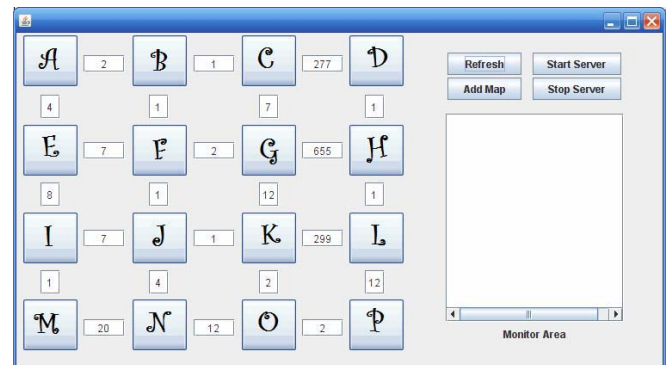 A 2 B 1 C 277 D
4 1 7 1
E 7 F 2 G 655 H
8 1 12 1
I 7 J 1 K 299 L
1 4 2 12
M 20 N 12 O 2 P
Refresh Start Server
Add Map Stop Server
Monitor Area